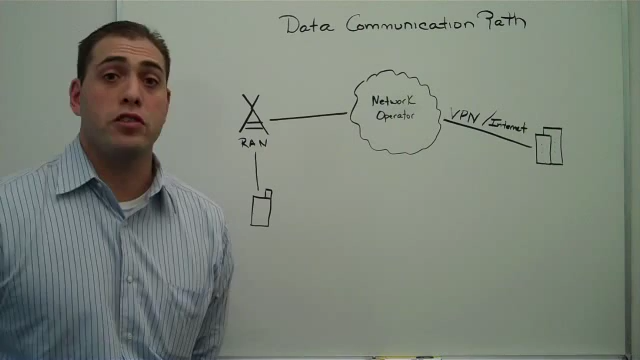 Data Communication Path
Network
Operator
VPN/Internet
RAN